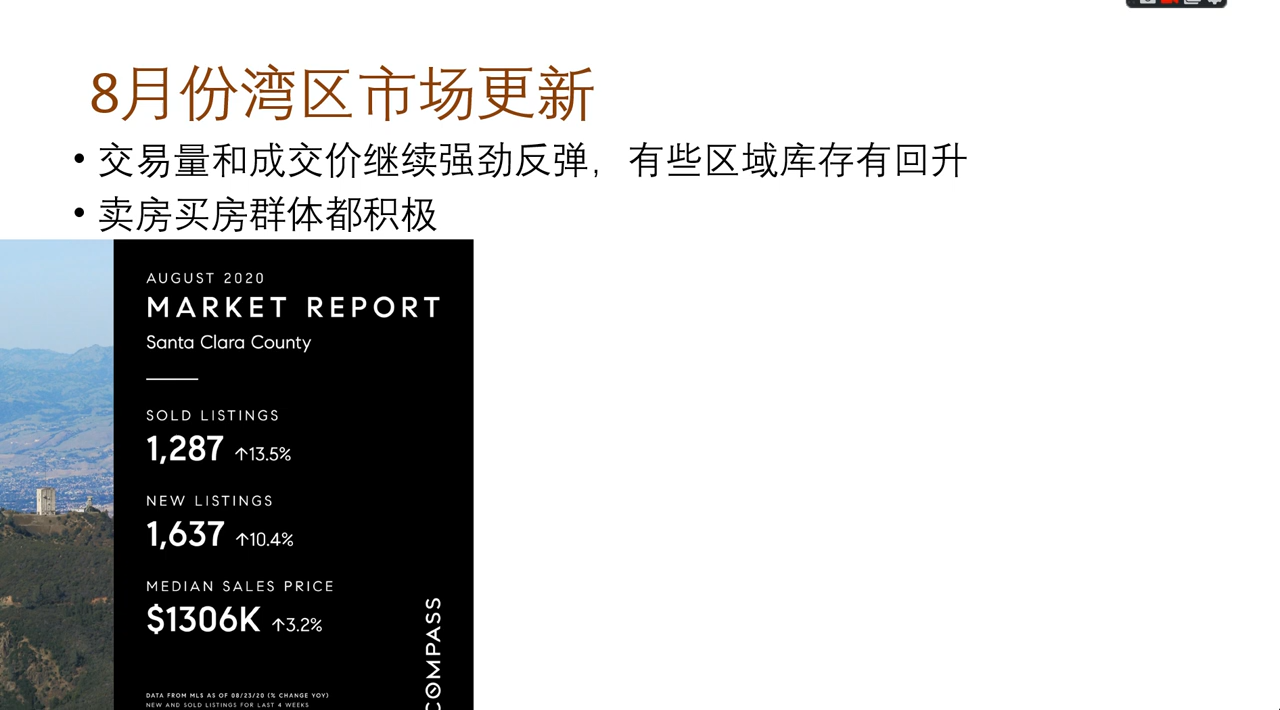 8月份湾区市场更新
• 交易量和成交价继续强劲反弹，有些区域库存有回升
• 卖房买房群体都积极
AUGUST 2020
MARKET REPORT
Santa Clara County
SOLD LISTINGS
1,287 ↑13.5%
NEW LISTINGS
1,637 ↑10.4%
MEDIAN SALES PRICE
$1306K ↑3.2%
COMPASS
DATA FROM MLS AS OF 08/23/20 (% CHANGE YOY)
NEW AND SOLD LISTINGS FOR LAST 4 WEEKS